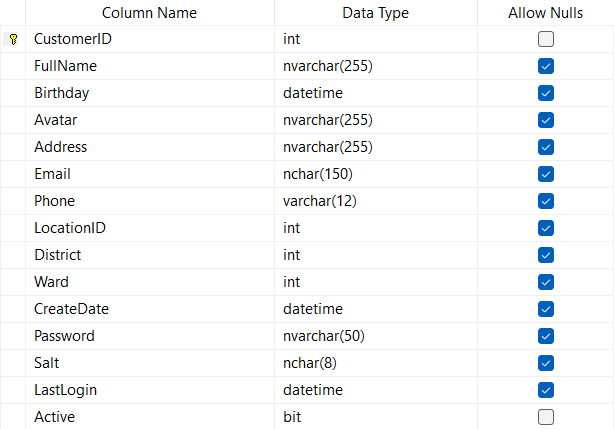 Column Name Data Type Allow Nulls
CustomerID int
FullName nvarchar(255)
Birthday datetime
Avatar nvarchar(255)
Address nvarchar(255)
Email nchar(150)
Phone varchar(12)
LocationID int
District int
Ward int
CreateDate datetime
Password nvarchar(50)
Salt nchar(8)
LastLogin datetime
Active bit